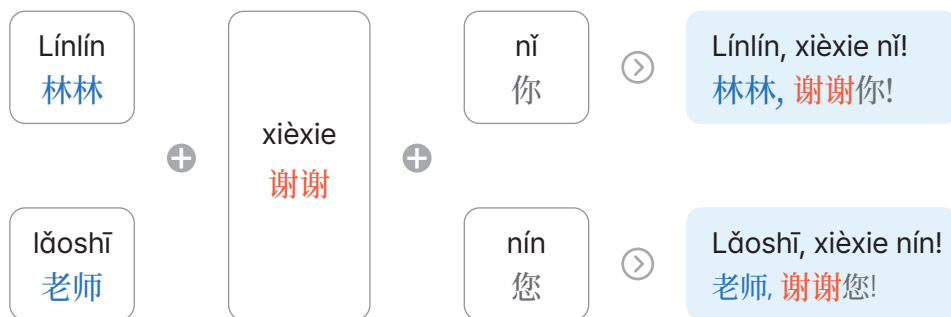 Línlín
林林
xièxie
谢谢
nǐ
你
Línlín, xièxie nǐ!
林林, 谢谢你!
lǎoshī
老师
nín
您
Lǎoshī, xièxie nín!
老师, 谢谢您!